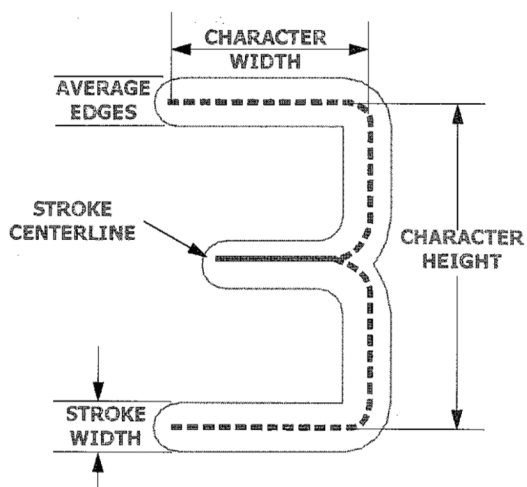 CHARACTER
WIDTH
AVERAGE
EDGES
STROKE
CENTERLINE
CHARACTER
HEIGHT
STROKE
WIDTH